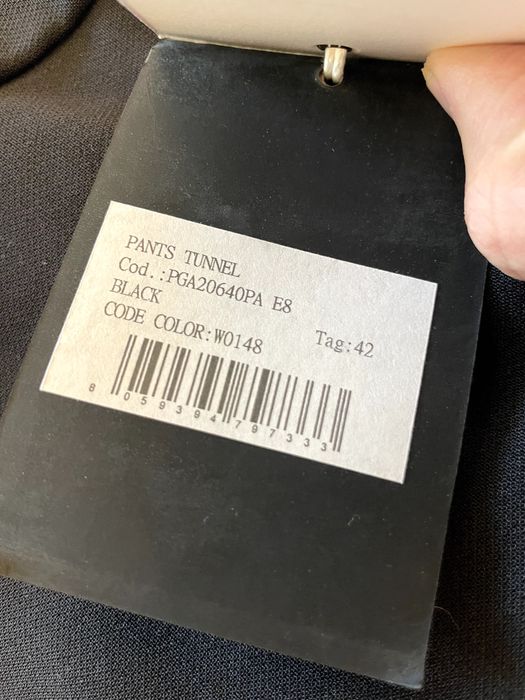 PANTS TUNNEL
Cod.:PGA20640PA E8
BLACK
CODE COLOR:W0148 Tag:42
8 059394 797333